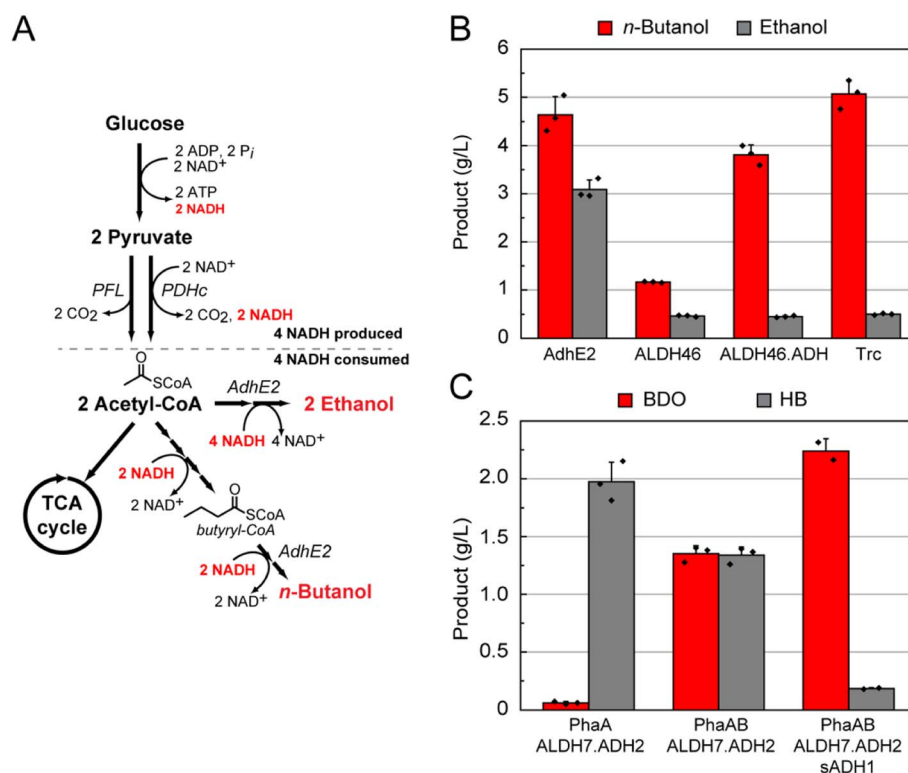 A
Glucose
2 ADP, 2 Pi
2 NAD+
2 ATP
2 NADH
2 Pyruvate
PFL
PDHc
2 NAD+
2 CO2
2 CO2, 2 NADH
4 NADH produced
4 NADH consumed
O
SCoA
2 Acetyl-CoA
AdhE2
2 Ethanol
4 NADH
4 NAD+
2 NADH
2 NAD+
TCA
cycle
O
SCoA
butyryl-CoA
AdhE2
2 NADH
2 NAD+
n-Butanol
B
n-Butanol
Ethanol
Product (g/L)
6
5
4
3
2
1
0
AdhE2
ALDH46
ALDH46.ADH
Trc
C
BDO
HB
Product (g/L)
2.5
2.0
1.5
1.0
0.5
0
PhaA
ALDH7.ADH2
PhaAB
ALDH7.ADH2
PhaAB
ALDH7.ADH2
sADH1